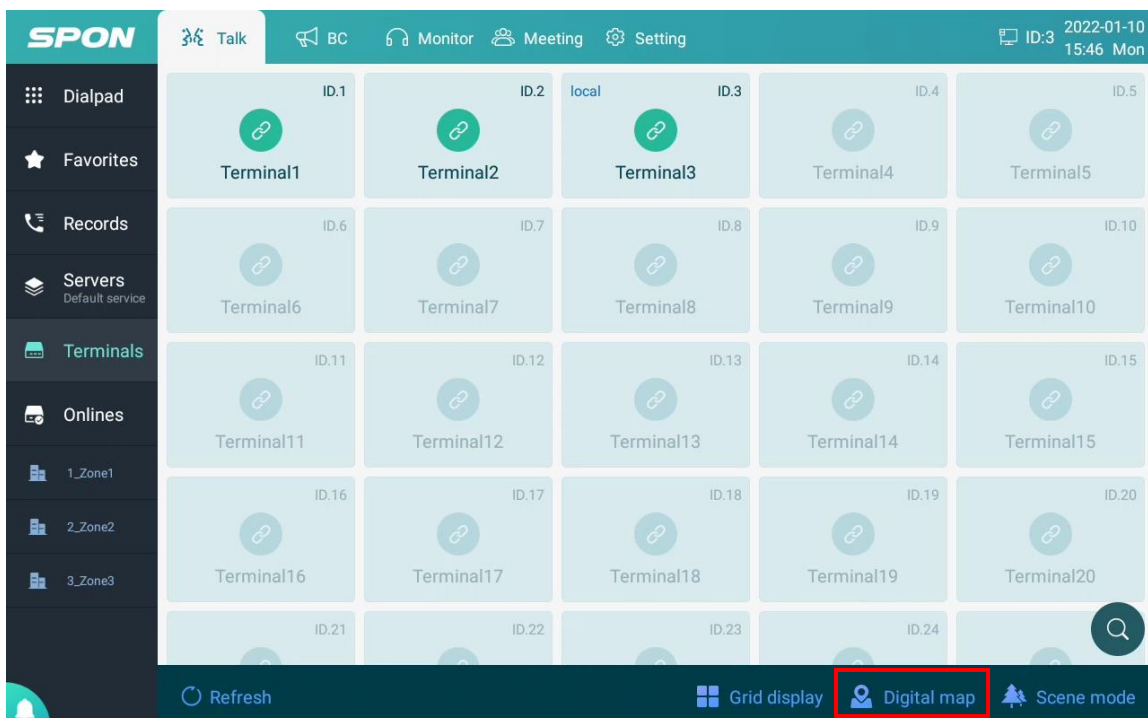 SPON
Talk
BC
Monitor
Meeting
Setting
ID:3
2022-01-10
15:46 Mon
Dialpad
Favorites
Records
Servers
Default service
Terminals
Onlines
1_Zone1
2_Zone2
3_Zone3
ID.1
Terminal1
ID.2
Terminal2
local
ID.3
Terminal3
ID.4
Terminal4
ID.5
Terminal5
ID.6
Terminal6
ID.7
Terminal7
ID.8
Terminal8
ID.9
Terminal9
ID.10
Terminal10
ID.11
Terminal11
ID.12
Terminal12
ID.13
Terminal13
ID.14
Terminal14
ID.15
Terminal15
ID.16
Terminal16
ID.17
Terminal17
ID.18
Terminal18
ID.19
Terminal19
ID.20
Terminal20
ID.21
ID.22
ID.23
ID.24
Refresh
Grid display
Digital map
Scene mode